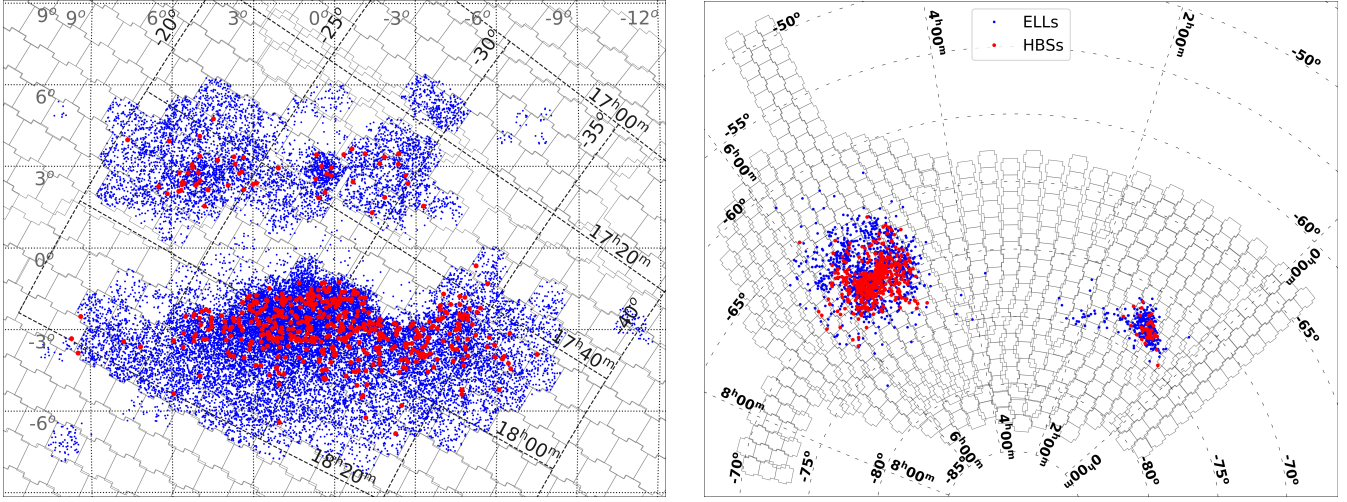 9° 9° 6° 3° 0° -3° -6° -9° -12°
-20° -25° -30° -35° -40°
6°
3°
0°
-3°
-6°
17ʰ00ᵐ
17ʰ20ᵐ
17ʰ40ᵐ
18ʰ00ᵐ
18ʰ20ᵐ
ELLs
HBSs
-50° 4ʰ00ᵐ 2ʰ00ᵐ -50°
-55°
6ʰ00ᵐ
-60° -60°
0ʰ00ᵐ
-65° -65°
8ʰ00ᵐ
-70° -75° -80° 8ʰ00ᵐ -85° 6ʰ00ᵐ 4ʰ00ᵐ 2ʰ00ᵐ 0ʰ00ᵐ -80° -75° -70°